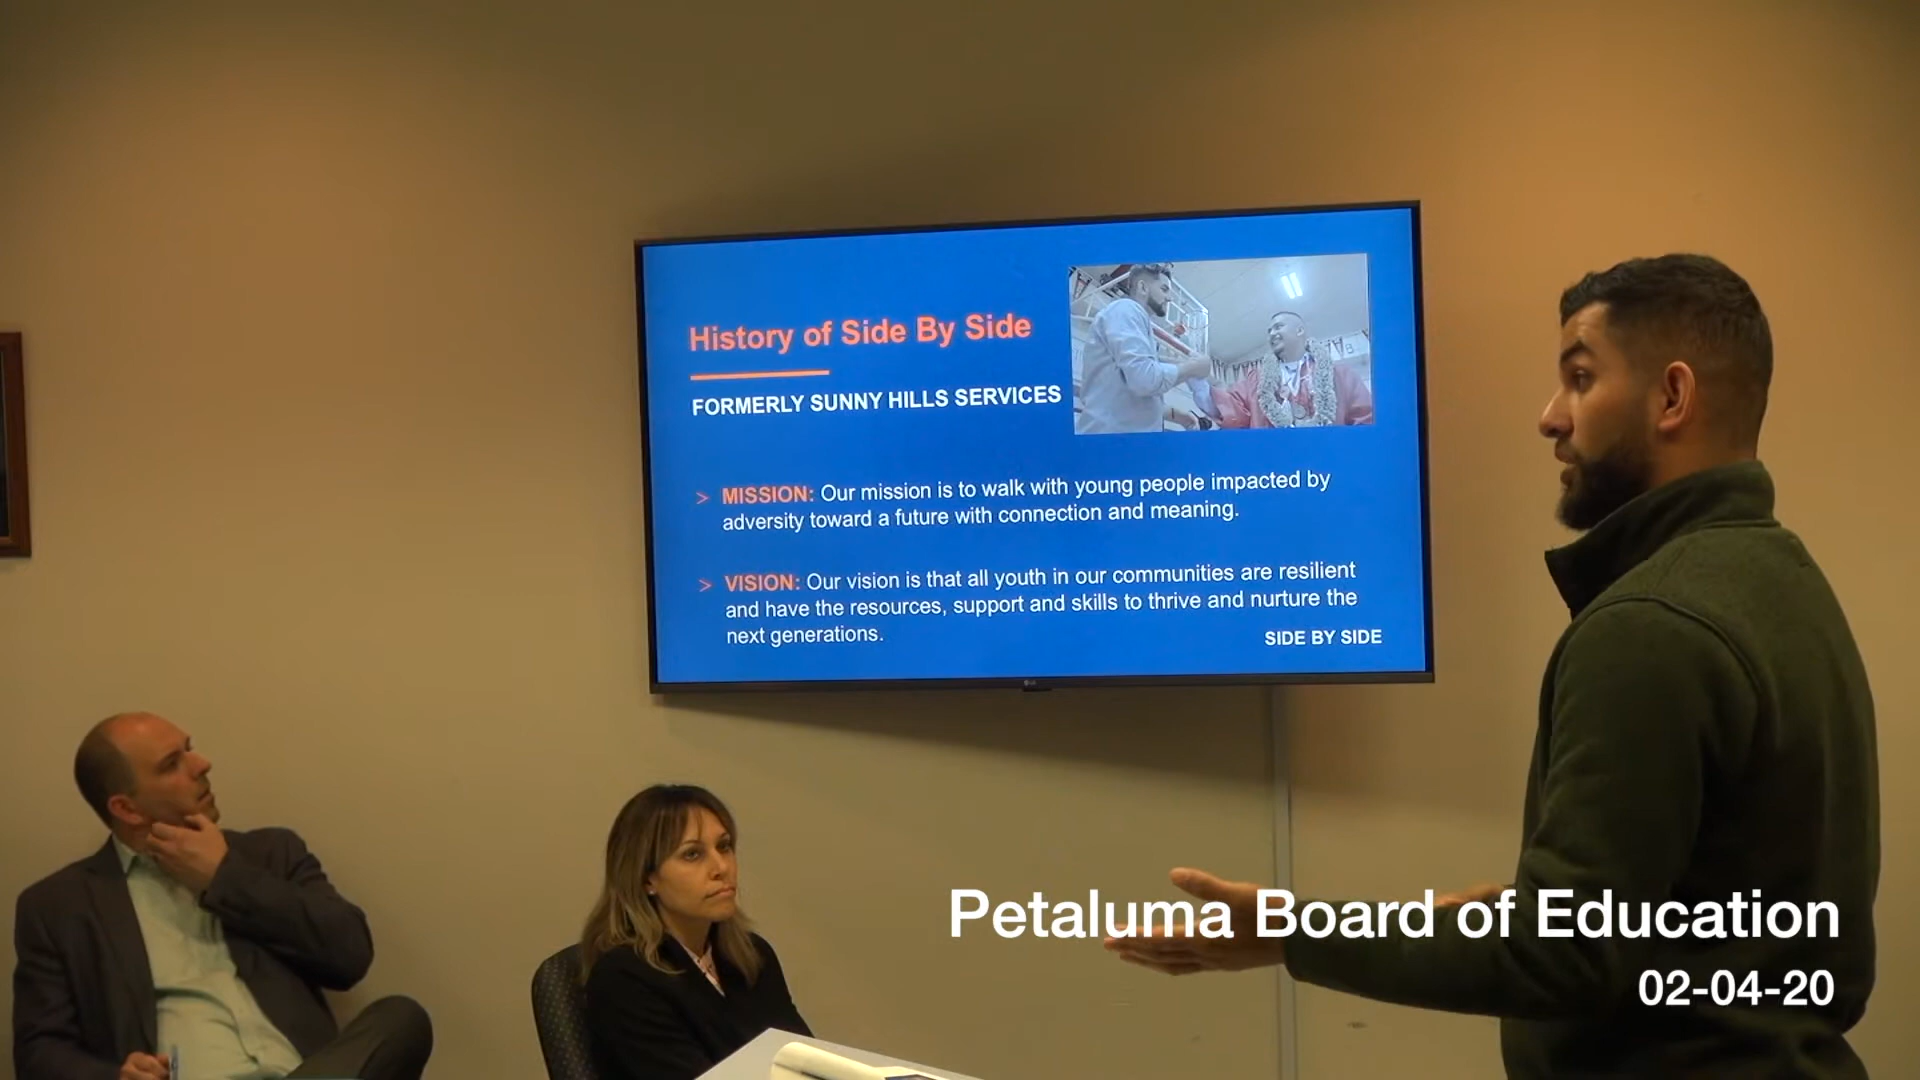 History of Side By Side
FORMERLY SUNNY HILLS SERVICES
> MISSION: Our mission is to walk with young people impacted by
adversity toward a future with connection and meaning.
> VISION: Our vision is that all youth in our communities are resilient
and have the resources, support and skills to thrive and nurture the
next generations.
SIDE BY SIDE
Petaluma Board of Education
02-04-20